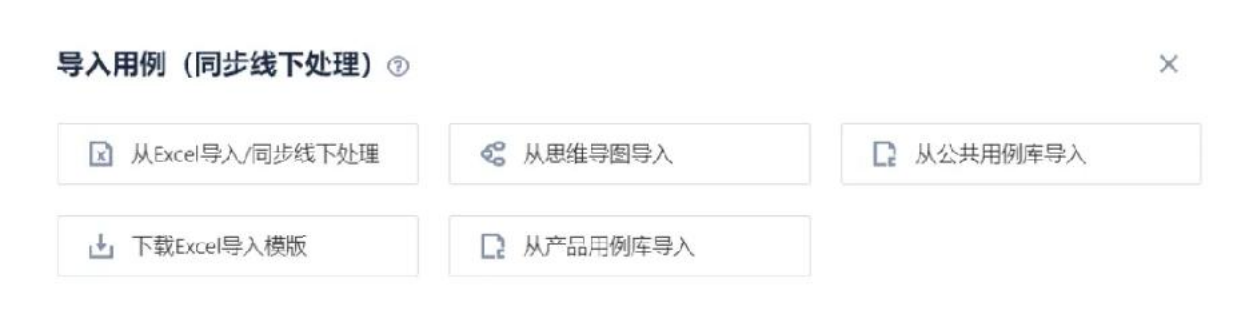 导入用例（同步线下处理）
从Excel导入/同步线下处理
从思维导图导入
从公共用例库导入
下载Excel导入模版
从产品用例库导入